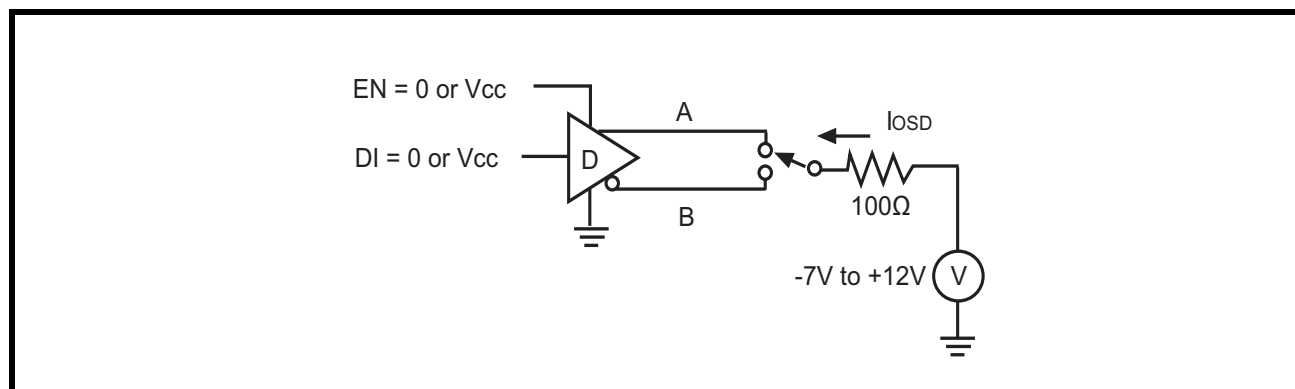 EN = 0 or Vcc
A
IOSD
DI = 0 or Vcc
D
100Ω
B
-7V to +12V
V